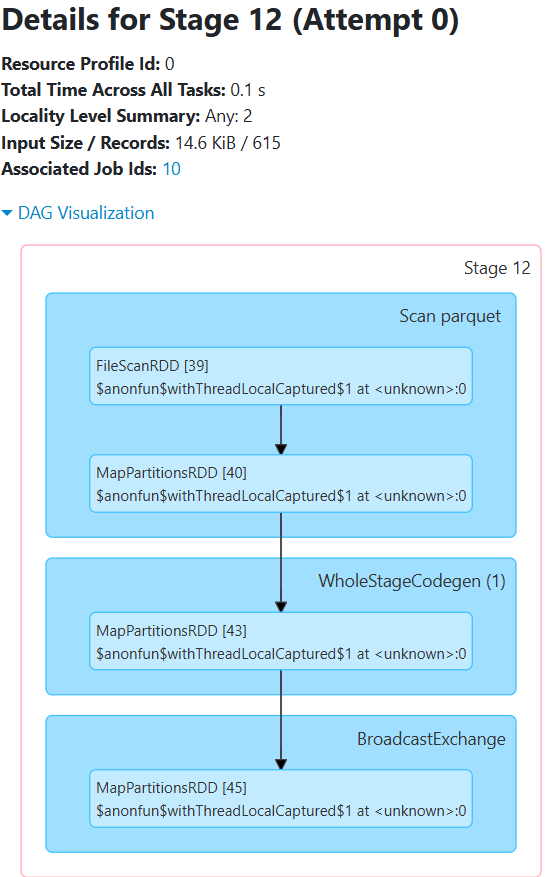 Details for Stage 12 (Attempt 0)
Resource Profile Id: 0
Total Time Across All Tasks: 0.1 s
Locality Level Summary: Any: 2
Input Size / Records: 14.6 KiB / 615
Associated Job Ids: 10
DAG Visualization
Stage 12
Scan parquet
FileScanRDD [39]
$anonfun$withThreadLocalCaptured$1 at <unknown>:0
MapPartitionsRDD [40]
$anonfun$withThreadLocalCaptured$1 at <unknown>:0
WholeStageCodegen (1)
MapPartitionsRDD [43]
$anonfun$withThreadLocalCaptured$1 at <unknown>:0
BroadcastExchange
MapPartitionsRDD [45]
$anonfun$withThreadLocalCaptured$1 at <unknown>:0